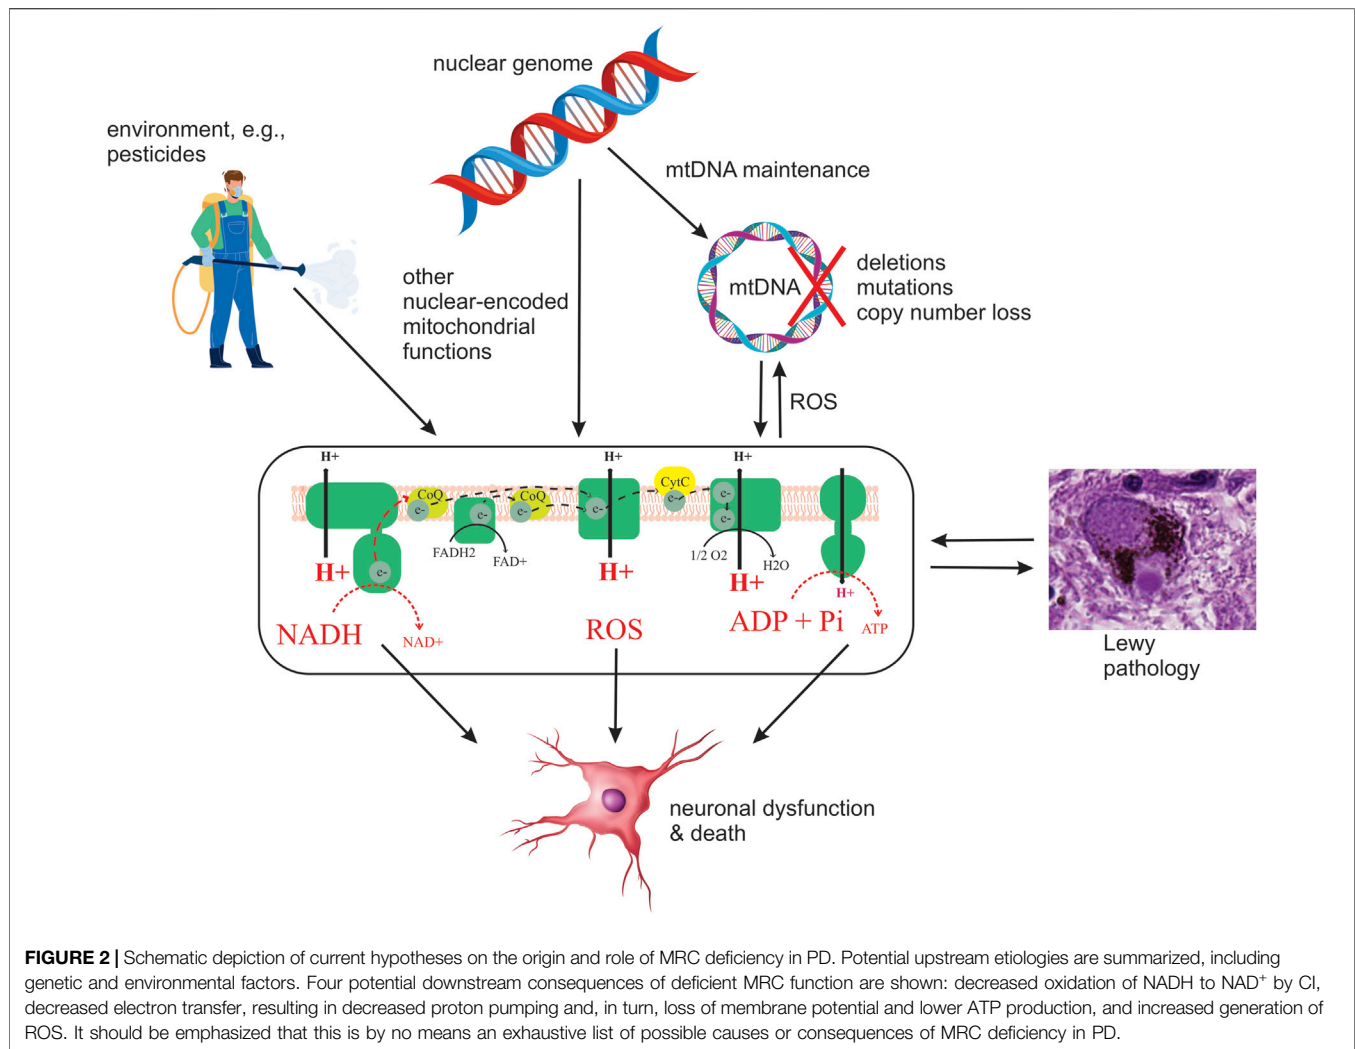 nuclear genome
environment, e.g.,
pesticides
mtDNA maintenance
other
nuclear-encoded
mitochondrial
functions
mtDNA
deletions
mutations
copy number loss
ROS
H+
H+
H+
CoQ
e-
e-
CoQ
e-
e-
CytC
e-
e-
e-
FADH2
FAD+
1/2 O2
H2O
e-
H+
H+
H+
H+
NADH
NAD+
ROS
ADP + Pi
ATP
Lewy
pathology
neuronal dysfunction
& death
FIGURE 2 | Schematic depiction of current hypotheses on the origin and role of MRC deficiency in PD. Potential upstream etiologies are summarized, including
genetic and environmental factors. Four potential downstream consequences of deficient MRC function are shown: decreased oxidation of NADH to NAD⁺ by CI,
decreased electron transfer, resulting in decreased proton pumping and, in turn, loss of membrane potential and lower ATP production, and increased generation of
ROS. It should be emphasized that this is by no means an exhaustive list of possible causes or consequences of MRC deficiency in PD.